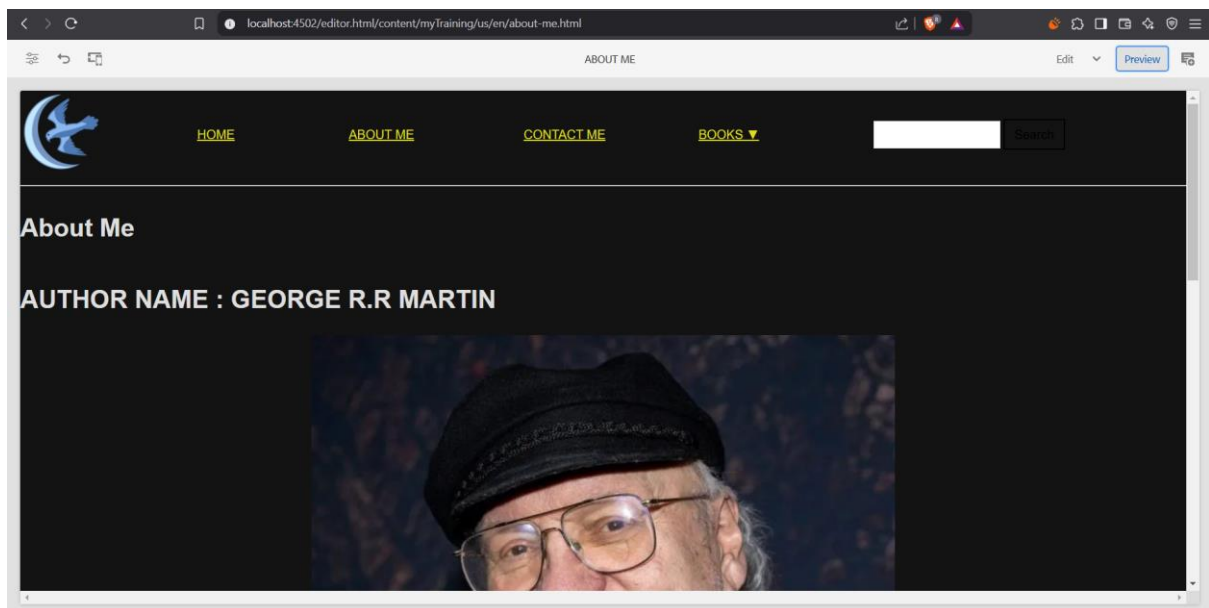 localhost:4502/editor.html/content/myTraining/us/en/about-me.html
ABOUT ME
Edit Preview
HOME ABOUT ME CONTACT ME BOOKS ▼ Search
About Me
AUTHOR NAME : GEORGE R.R MARTIN